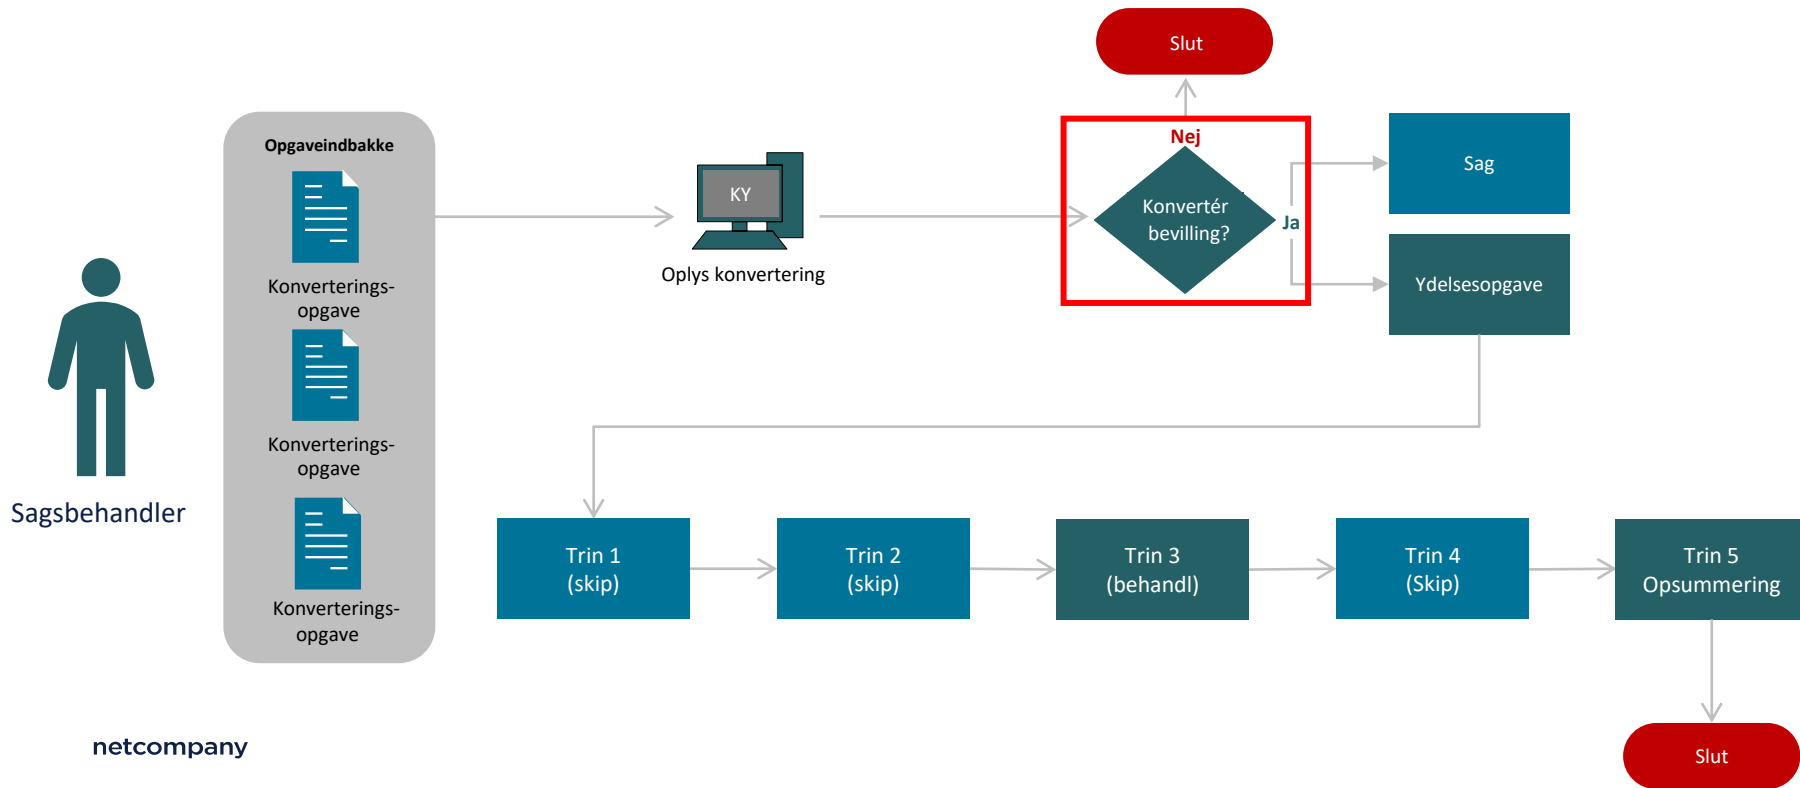 Slut
Opgaveindbakke
Nej
Sag
KY
Konvertér
bevilling?
Ja
Oplys konvertering
Konverterings-
opgave
Ydelsesopgave
Konverterings-
opgave
Sagsbehandler
Konverterings-
opgave
Trin 1
(skip)
Trin 2
(skip)
Trin 3
(behandl)
Trin 4
(Skip)
Trin 5
Opsummering
netcompany
Slut